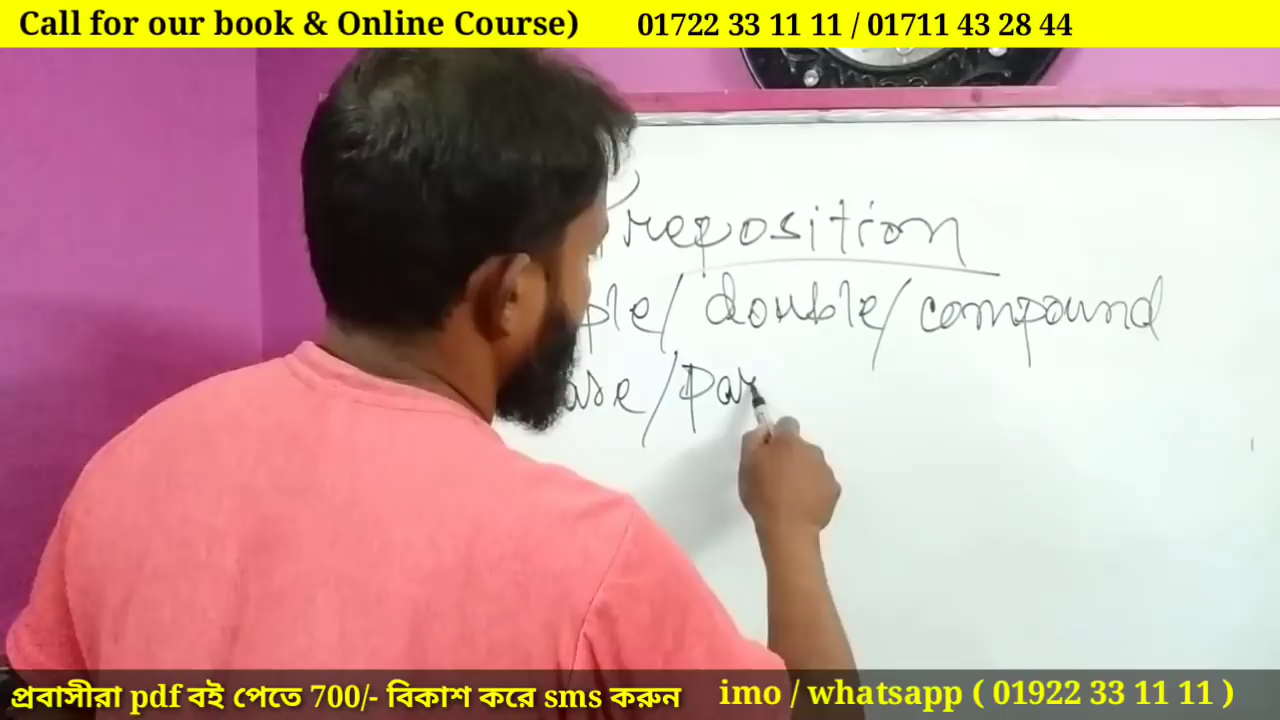 Call for our book & Online Course) 01722 33 11 11 / 01711 43 28 44
Preposition
ple/ double/ compound
ase/par
প্রবাসীরা pdf বই পেতে 700/- বিকাশ করে sms করুন imo / whatsapp ( 01922 33 11 11 )